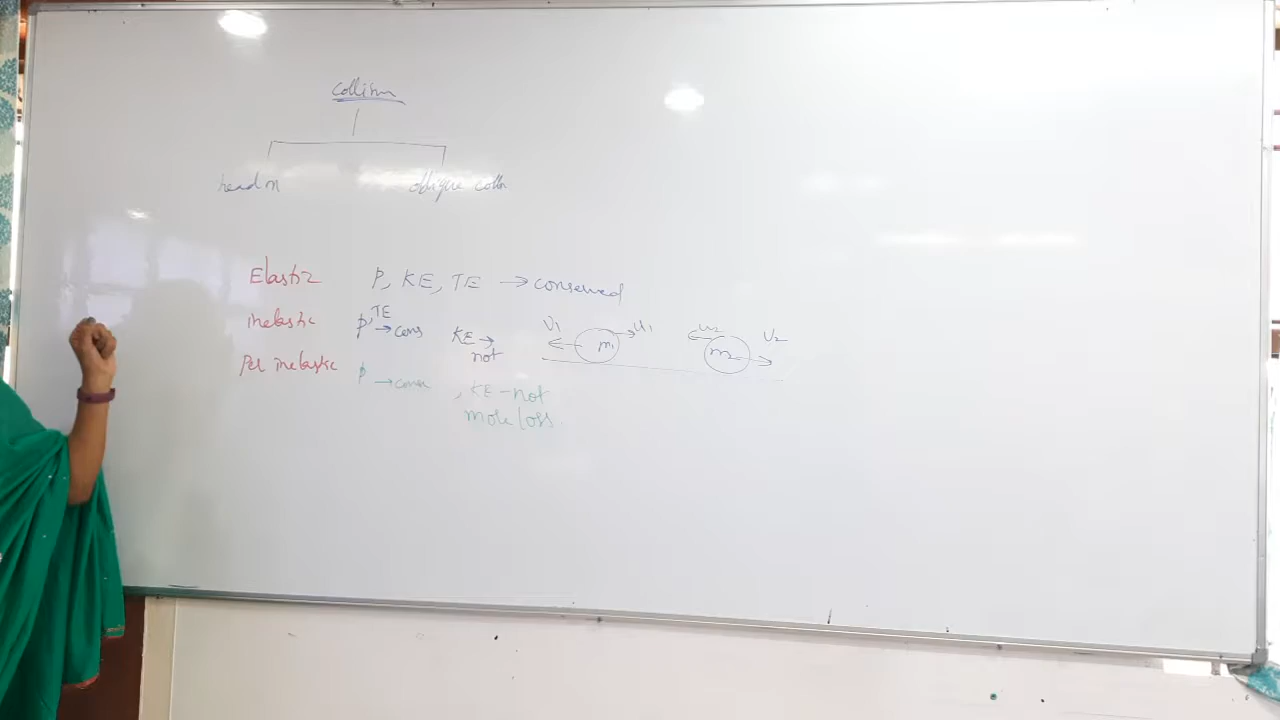 collision
head on oblique colln
Elastic P, KE, TE → conserved
inelastic P, TE → cons KE → not
V1 u1 m1 u2 m2 V2
Per inelastic P → conser , KE - not
more loss.